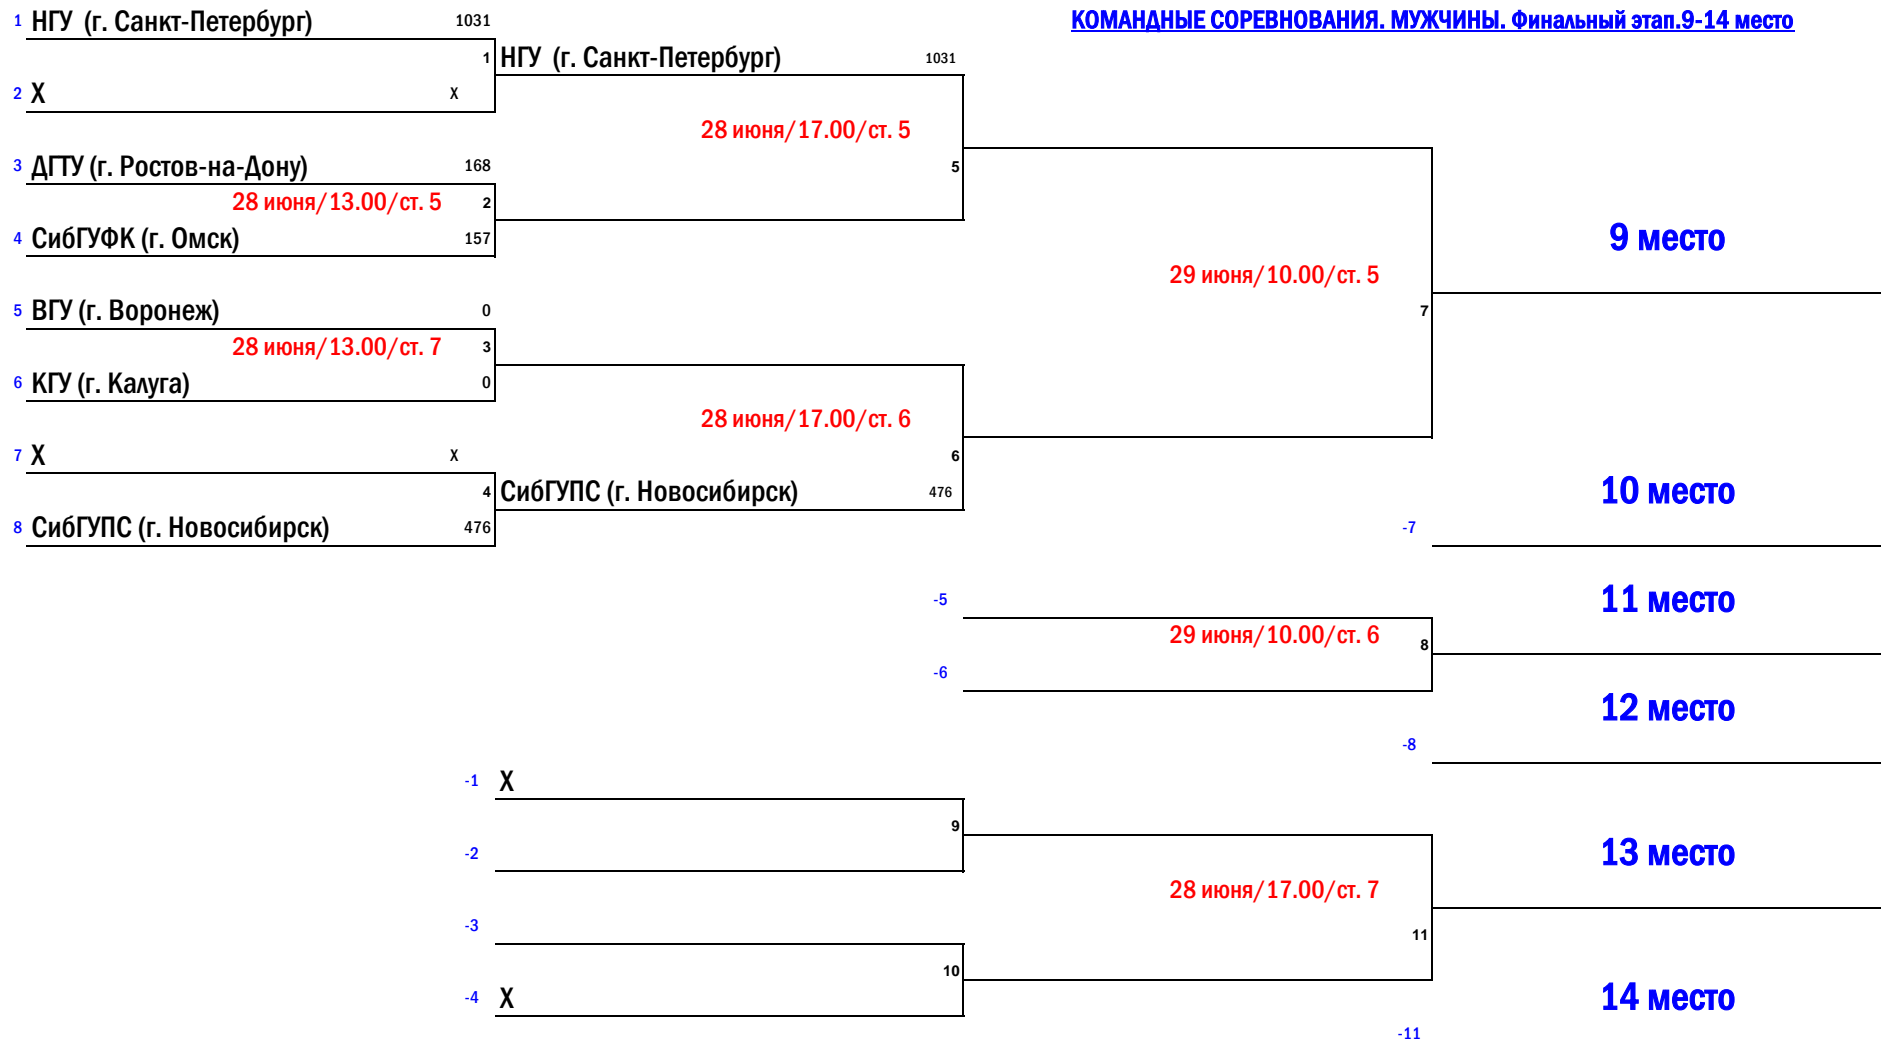 КОМАНДНЫЕ СОРЕВНОВАНИЯ. МУЖЧИНЫ. Финальный этап.9-14 место
1 НГУ (г. Санкт-Петербург) 1031
1 НГУ (г. Санкт-Петербург) 1031
2 Х х
28 июня/17.00/ст. 5
3 ДГТУ (г. Ростов-на-Дону) 168
5
28 июня/13.00/ст. 5 2
4 СибГУФК (г. Омск) 157
9 место
29 июня/10.00/ст. 5
5 ВГУ (г. Воронеж) 0
7
28 июня/13.00/ст. 7 3
6 КГУ (г. Калуга) 0
28 июня/17.00/ст. 6
7 Х х
6
4 СибГУПС (г. Новосибирск) 476
10 место
8 СибГУПС (г. Новосибирск) 476
-7
-5
11 место
29 июня/10.00/ст. 6 8
-6
12 место
-8
-1 Х
9
-2
13 место
28 июня/17.00/ст. 7
-3
11
10
-4 Х
14 место
-11